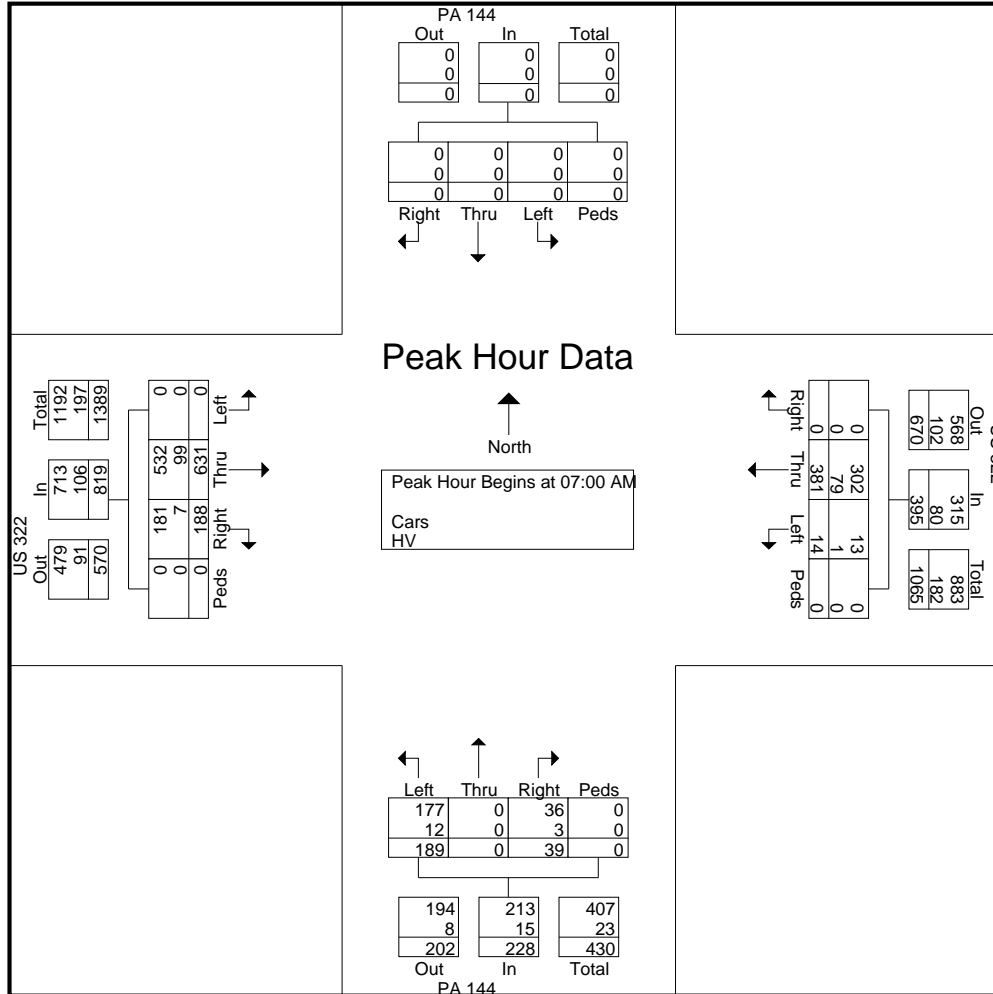 PA 144
Out In Total
0 0 0
0 0 0
0 0 0
0 0 0 0
0 0 0 0
0 0 0 0
Right Thru Left Peds
Peak Hour Data
North
Peak Hour Begins at 07:00 AM
Cars
HV
US 322
Total In Out
1192 713 479
197 106 91
1389 819 570
0 532 181 0
0 99 7 0
0 631 188 0
Left Thru Right Peds
Out In Total
568 315 883
102 80 182
670 395 1065
0 302 13 0
0 79 1 0
0 381 14 0
Right Thru Left Peds
Left Thru Right Peds
177 0 36 0
12 0 3 0
189 0 39 0
194 213 407
8 15 23
202 228 430
Out In Total
PA 144